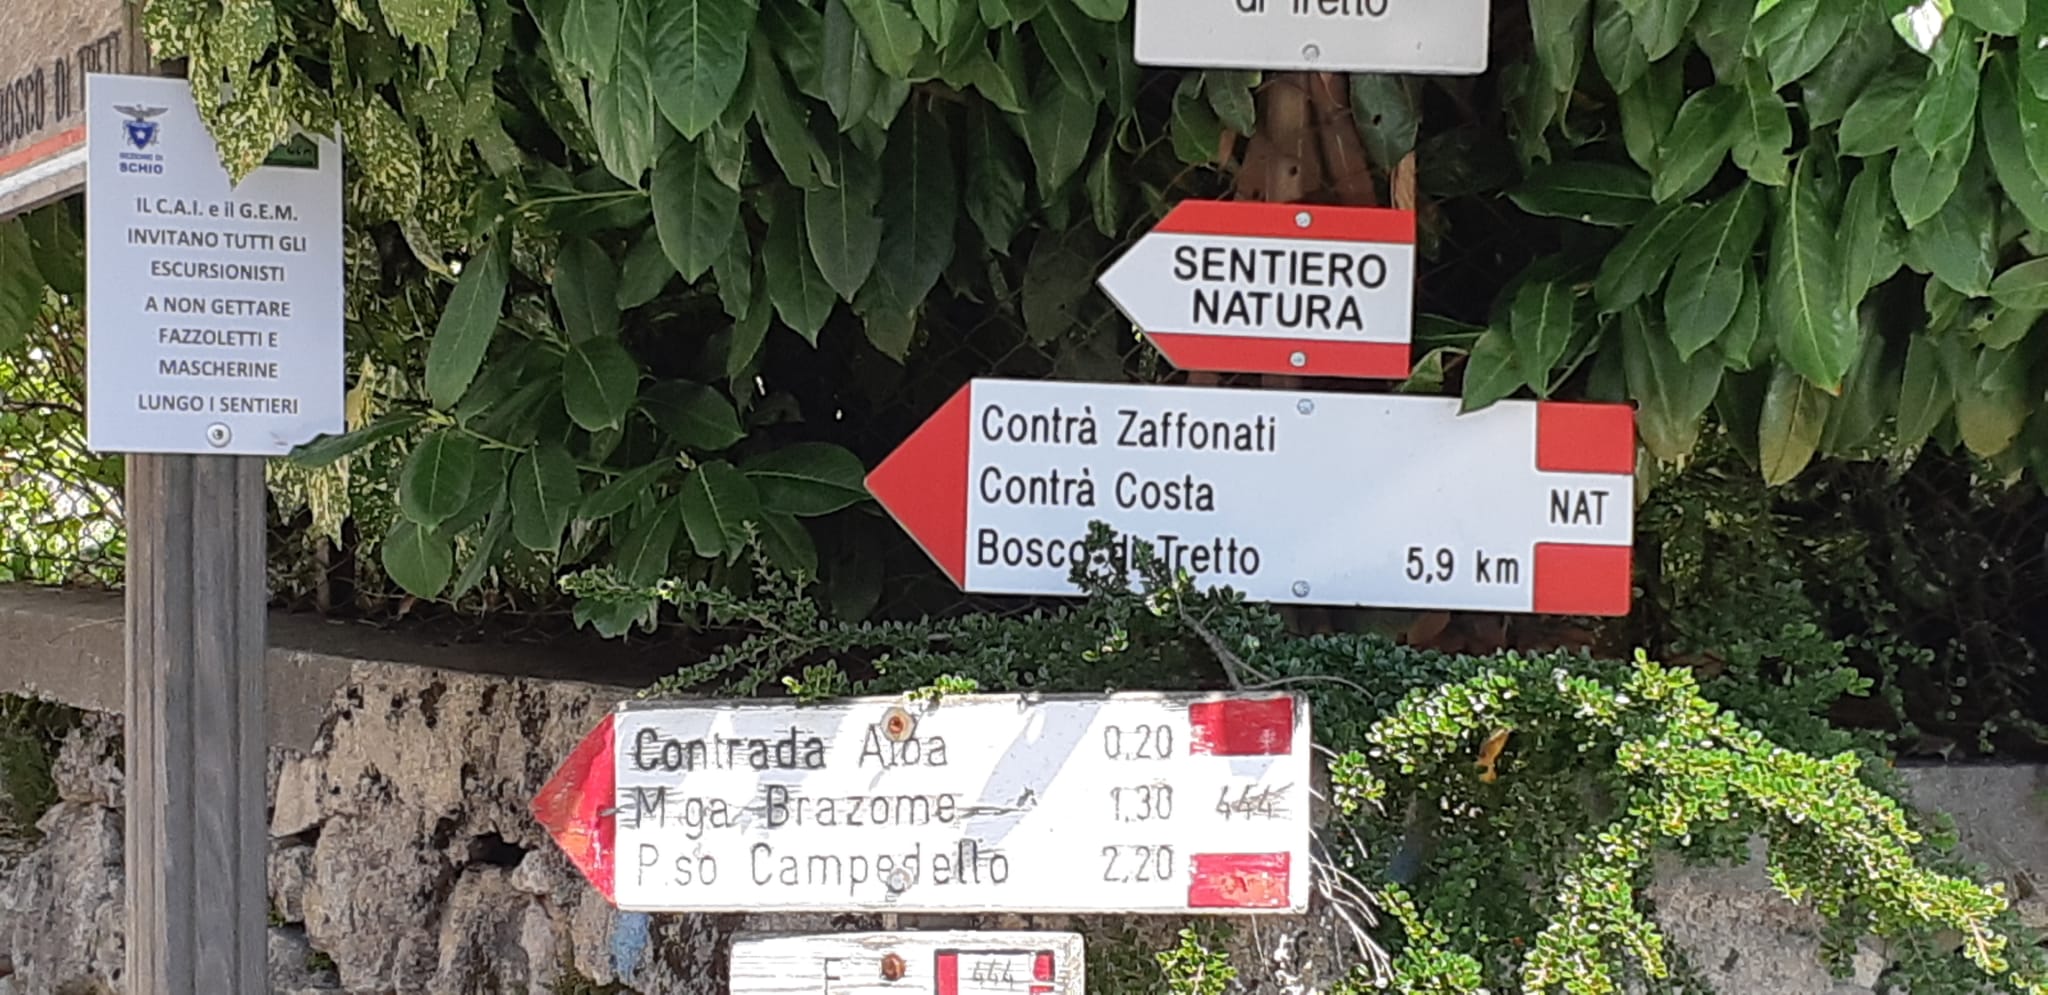 di Tretto
BOSCO DI
SEZIONE DI
SCHIO
IL C.A.I. e il G.E.M.
INVITANO TUTTI GLI
ESCURSIONISTI
A NON GETTARE
FAZZOLETTI E
MASCHERINE
LUNGO I SENTIERI
SENTIERO
NATURA
Contrà Zaffonati
Contrà Costa
Bosco di Tretto 5,9 km
NAT
Contrada Alba 0.20
M.ga Brazome 1.30 444
P.so Campedello 2.20
444